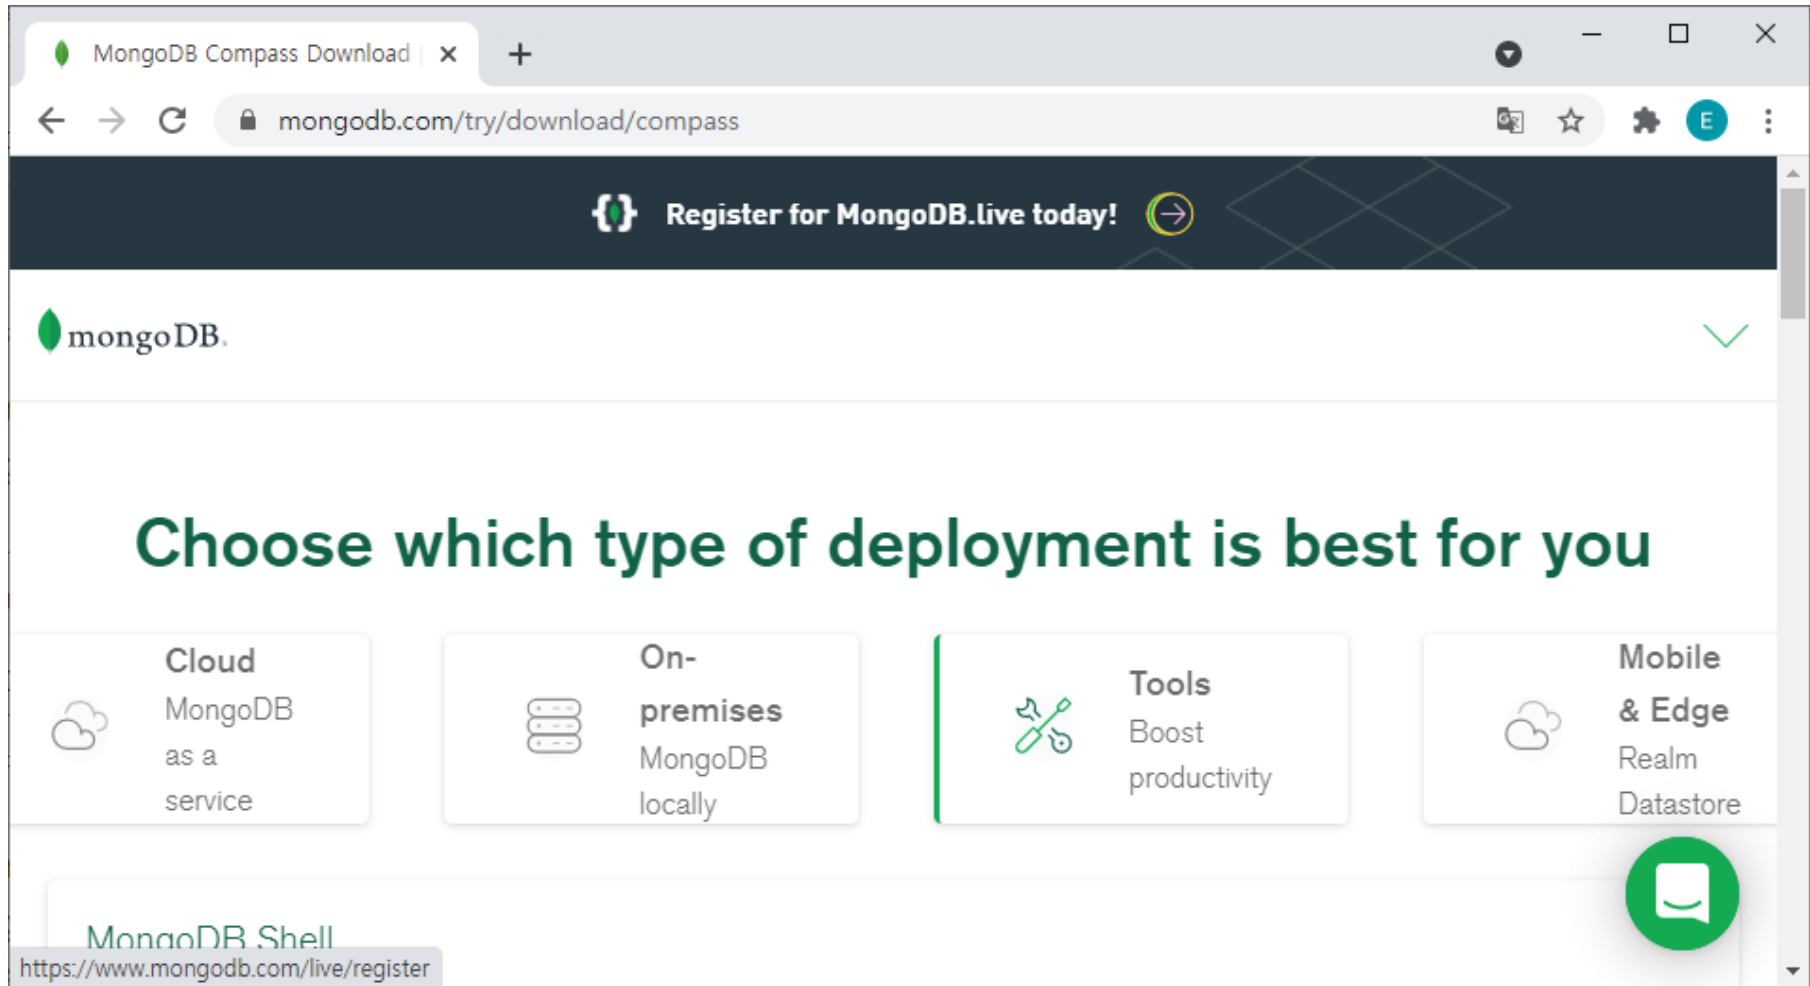 MongoDB Compass Download
mongodb.com/try/download/compass
E
Register for MongoDB.live today!
mongoDB.
Choose which type of deployment is best for you
Cloud
MongoDB
as a
service
On-
premises
MongoDB
locally
Tools
Boost
productivity
Mobile
& Edge
Realm
Datastore
MongoDB Shell
https://www.mongodb.com/live/register